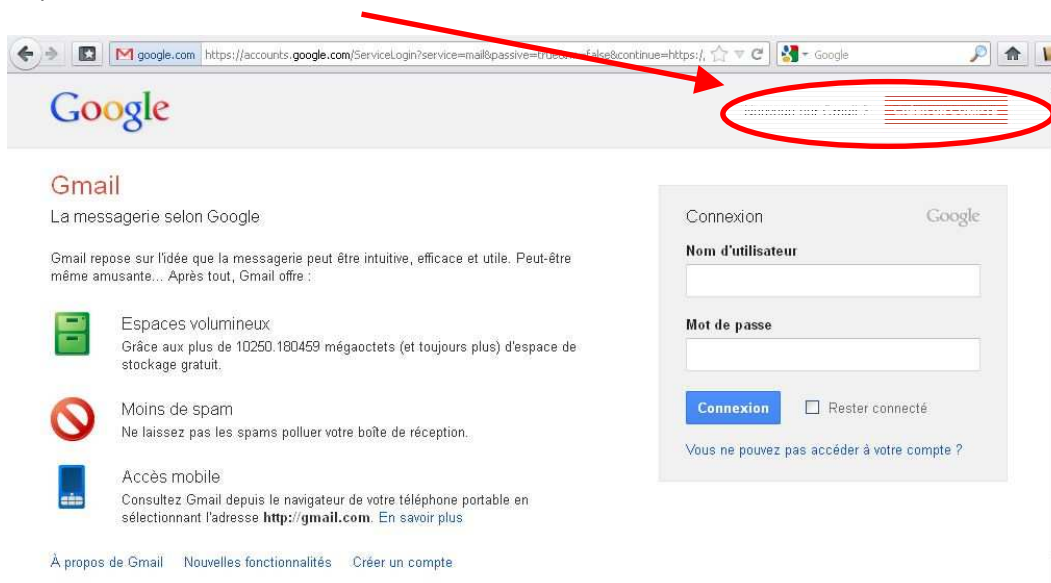 google.com https://accounts.google.com/ServiceLogin?service=mail&passive=true false&continue=https:/, Google
Google
Gmail
La messagerie selon Google
Gmail repose sur l'idée que la messagerie peut être intuitive, efficace et utile. Peut-être
même amusante... Après tout, Gmail offre :
Espaces volumineux
Grâce aux plus de 10250.180459 mégaoctets (et toujours plus) d'espace de
stockage gratuit.
Moins de spam
Ne laissez pas les spams polluer votre boîte de réception.
Accès mobile
Consultez Gmail depuis le navigateur de votre téléphone portable en
sélectionnant l'adresse http://gmail.com. En savoir plus
À propos de Gmail Nouvelles fonctionnalités Créer un compte
Connexion Google
Nom d'utilisateur
Mot de passe
Connexion Rester connecté
Vous ne pouvez pas accéder à votre compte ?